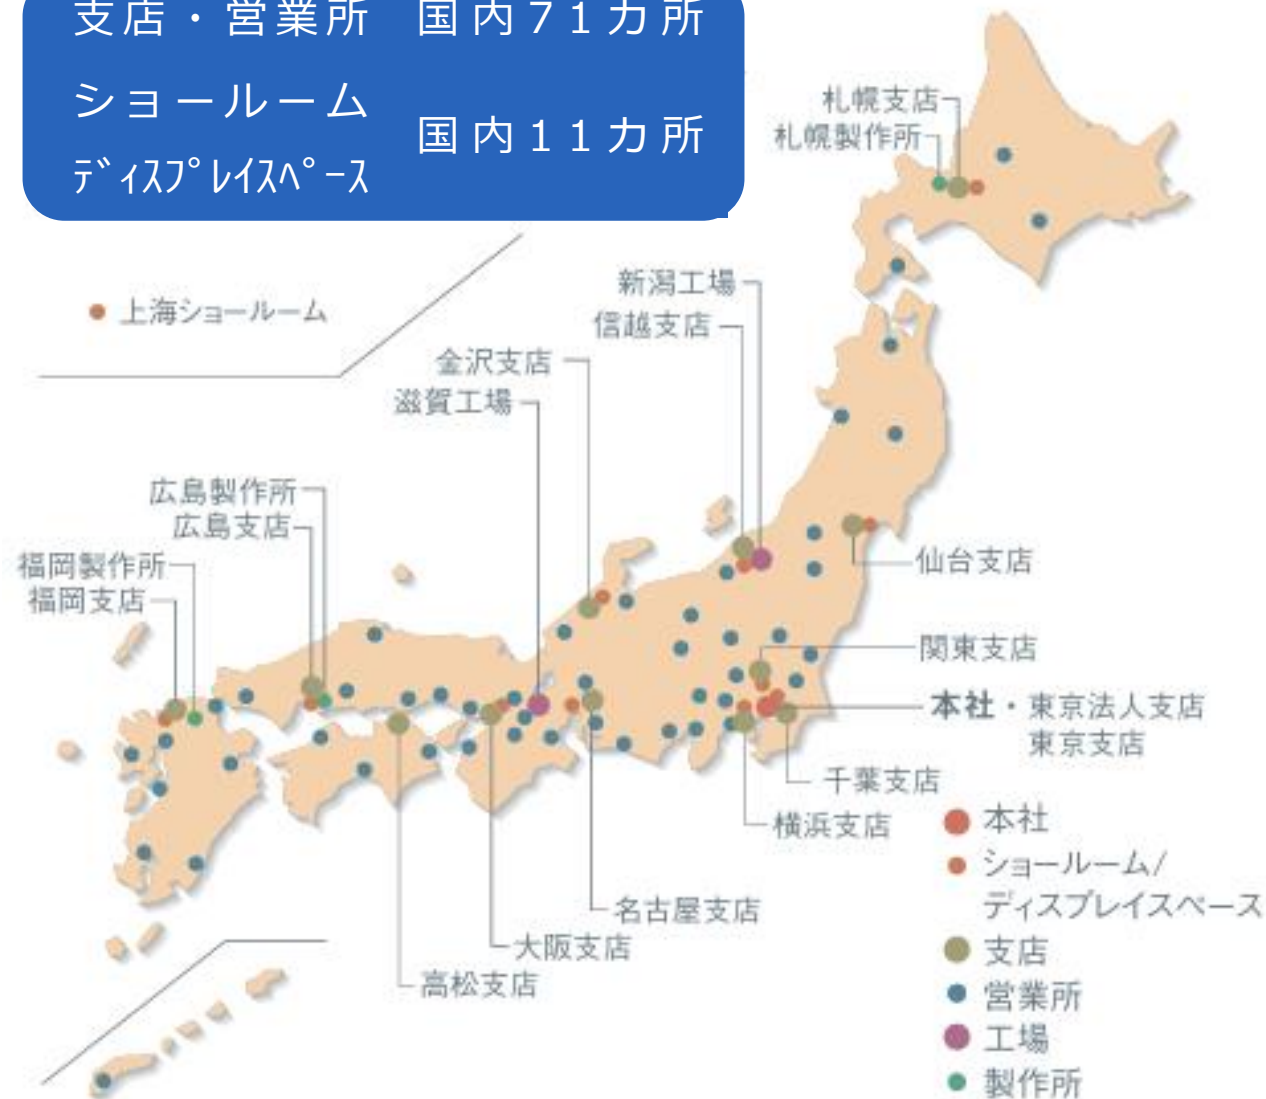 支店・営業所 国内71カ所
ショールーム
ﾃﾞｨｽﾌﾟﾚｲｽﾍﾟｰｽ
国内11カ所
札幌支店
札幌製作所
上海ショールーム
新潟工場
信越支店
金沢支店
滋賀工場
広島製作所
広島支店
福岡製作所
福岡支店
仙台支店
関東支店
本社・東京法人支店
東京支店
千葉支店
横浜支店
名古屋支店
大阪支店
高松支店
本社
ショールーム/
ディスプレイスペース
支店
営業所
工場
製作所